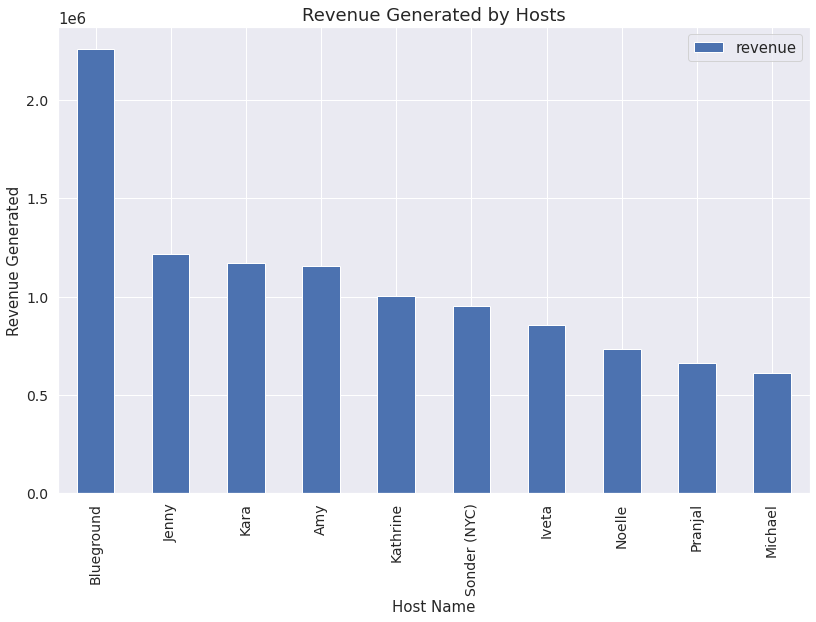 Revenue Generated by Hosts
1e6
revenue
2.0
1.5
1.0
0.5
0.0
Revenue Generated
Blueground
Jenny
Kara
Amy
Kathrine
Sonder (NYC)
Iveta
Noelle
Pranjal
Michael
Host Name